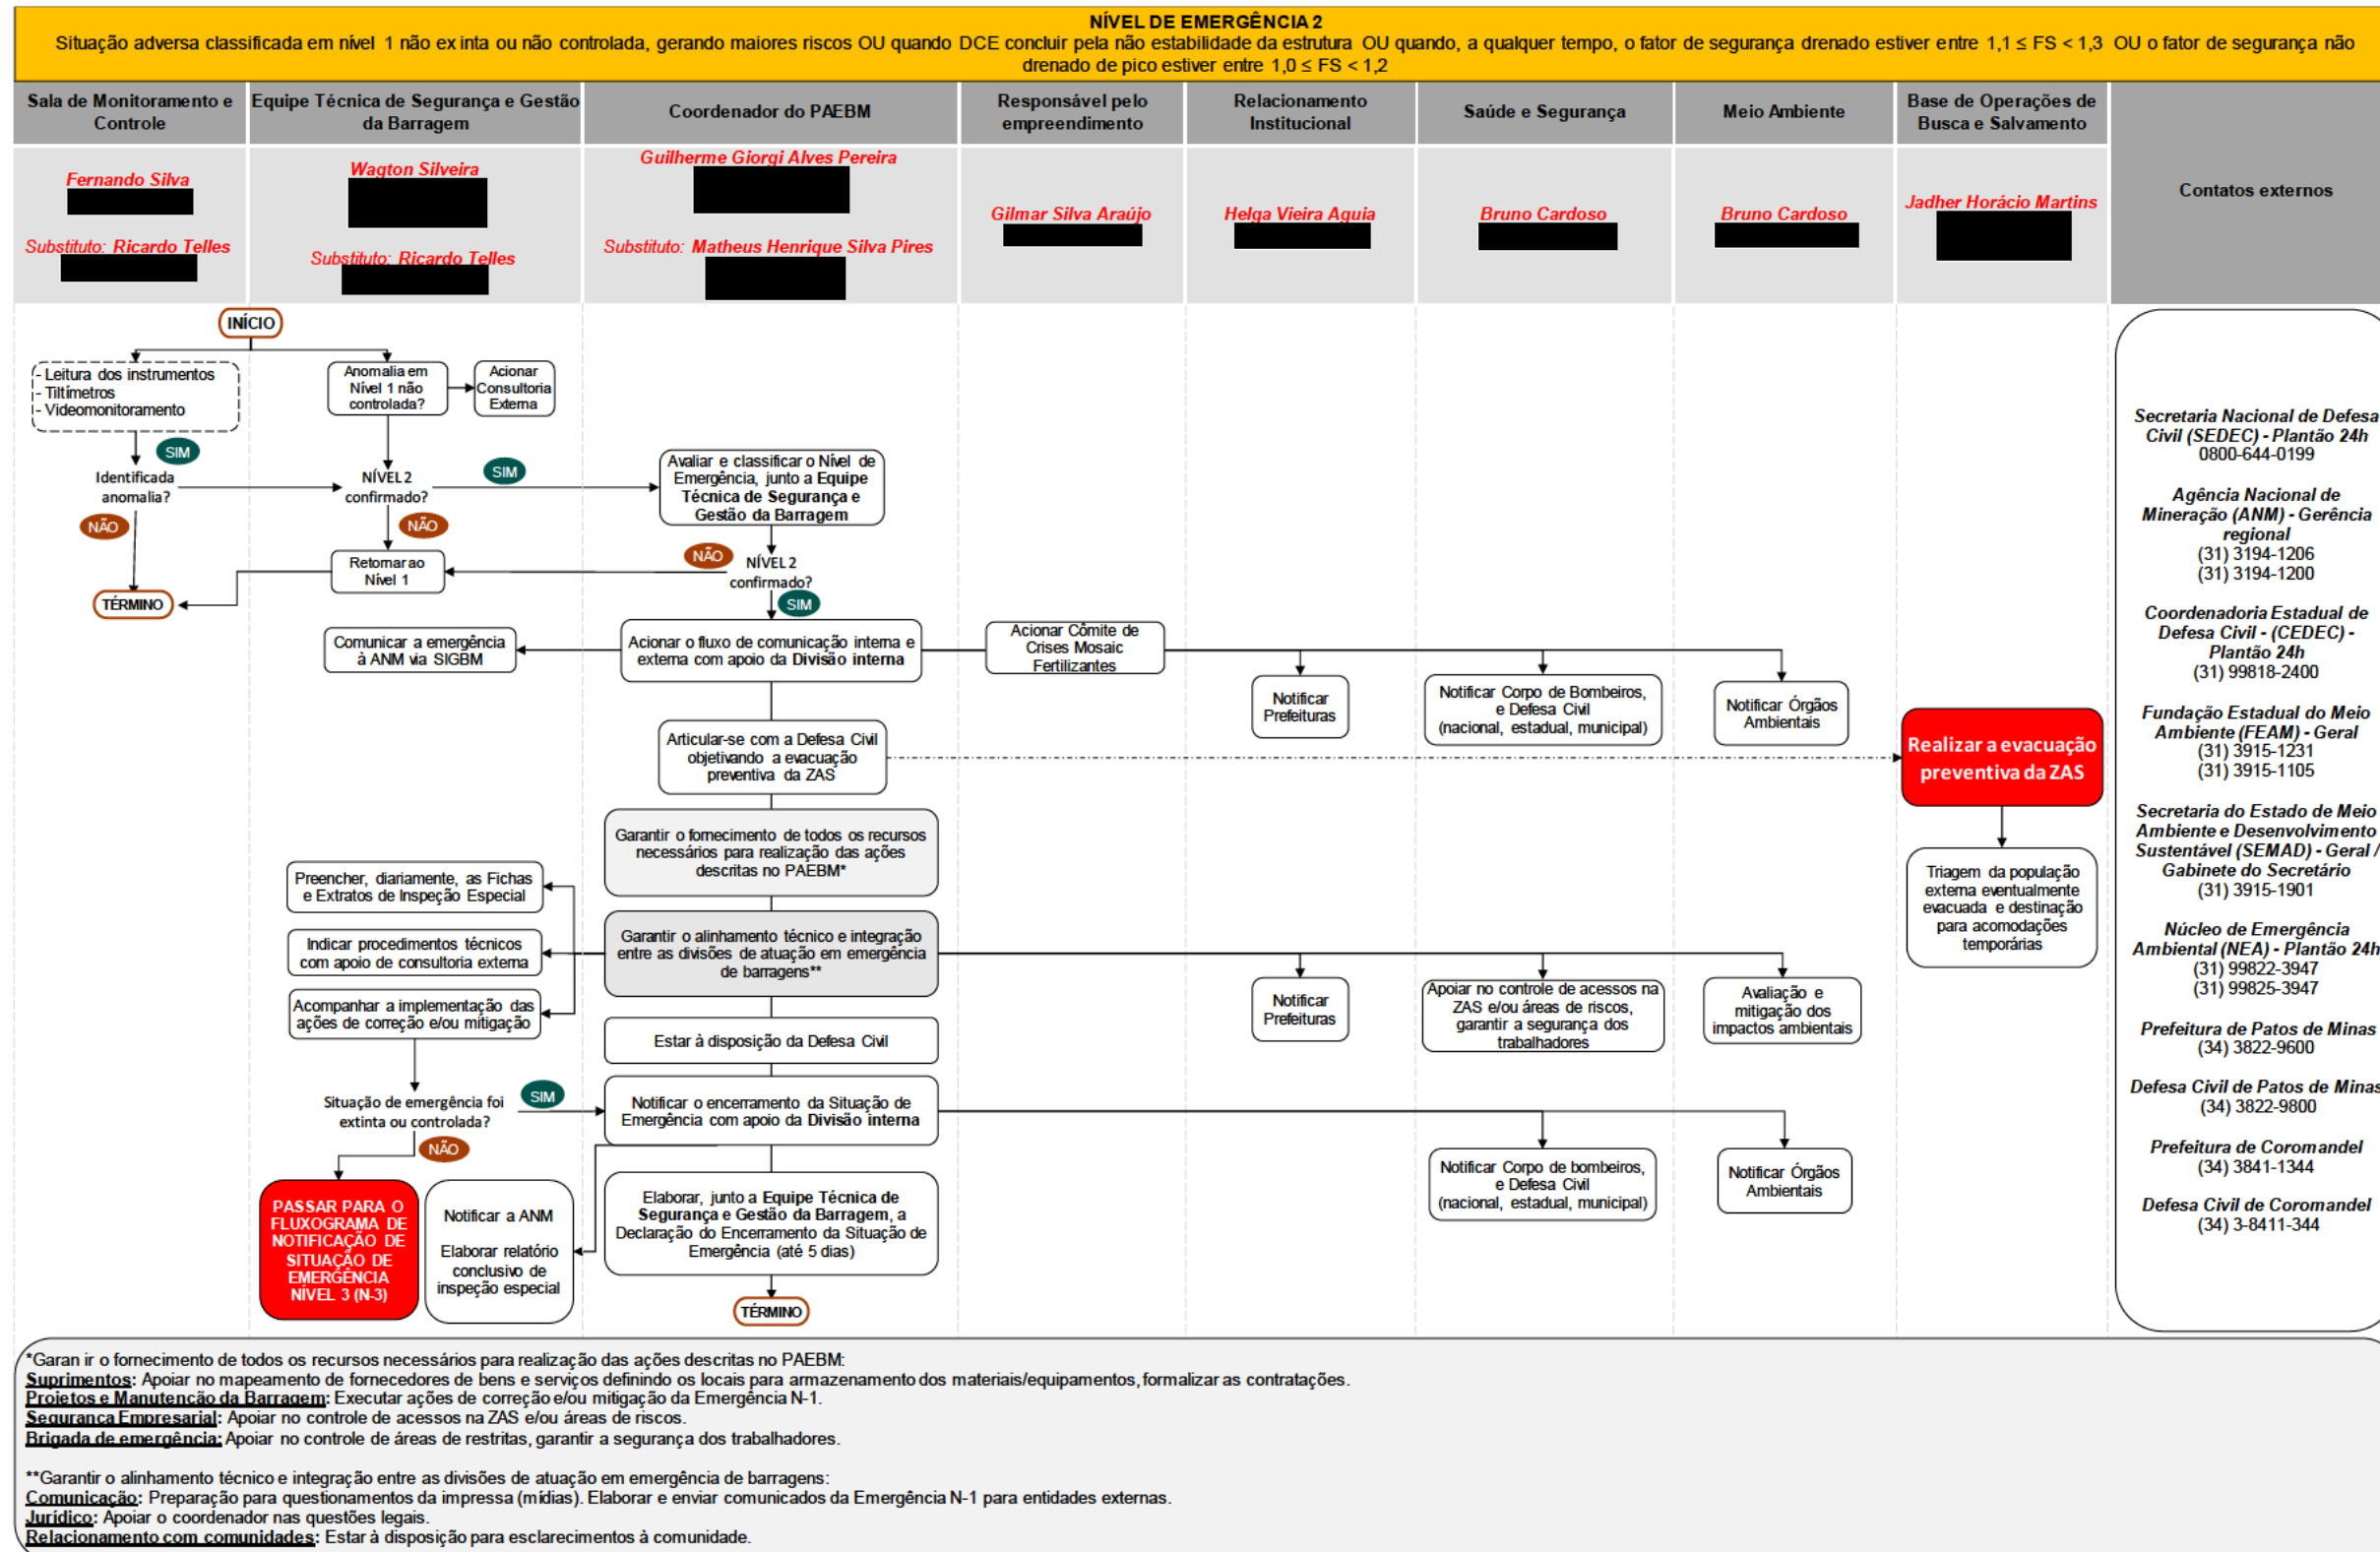 NÍVEL DE EMERGÊNCIA 2
Situação adversa classificada em nível 1 não ex inta ou não controlada, gerando maiores riscos OU quando DCE concluir pela não estabilidade da estrutura OU quando, a qualquer tempo, o fator de segurança drenado estiver entre 1,1 ≤ FS < 1,3 OU o fator de segurança não
drenado de pico estiver entre 1,0 ≤ FS < 1,2
Sala de Monitoramento e
Controle
Equipe Técnica de Segurança e Gestão
da Barragem
Coordenador do PAEBM
Responsável pelo
empreendimento
Relacionamento
Institucional
Saúde e Segurança
Meio Ambiente
Base de Operações de
Busca e Salvamento
Contatos externos
Fernando Silva
Substituto: Ricardo Telles
Wagton Silveira
Substituto: Ricardo Telles
Guilherme Giorgi Alves Pereira
Substituto: Matheus Henrique Silva Pires
Gilmar Silva Araújo
Helga Vieira Aguia
Bruno Cardoso
Bruno Cardoso
Jadher Horácio Martins
INÍCIO
- Leitura dos instrumentos
- Tiltímetros
- Videomonitoramento
Anomalia em
Nível 1 não
controlada?
Acionar
Consultoria
Externa
SIM
Identificada
anomalia?
NÃO
NÍVEL 2
confirmado?
SIM
NÃO
Avaliar e classificar o Nível de
Emergência, junto a Equipe
Técnica de Segurança e
Gestão da Barragem
Retornar ao
Nível 1
NÃO
NÍVEL 2
confirmado?
SIM
TÉRMINO
Comunicar a emergência
à ANM via SIGBM
Acionar o fluxo de comunicação interna e
externa com apoio da Divisão interna
Acionar Cômite de
Crises Mosaic
Fertilizantes
Notificar
Prefeituras
Notificar Corpo de Bombeiros,
e Defesa Civil
(nacional, estadual, municipal)
Notificar Órgãos
Ambientais
Articular-se com a Defesa Civil
objetivando a evacuação
preventiva da ZAS
Realizar a evacuação
preventiva da ZAS
Garantir o fornecimento de todos os recursos
necessários para realização das ações
descritas no PAEBM*
Triagem da população
externa eventualmente
evacuada e destinação
para acomodações
temporárias
Preencher, diariamente, as Fichas
e Extratos de Inspeção Especial
Indicar procedimentos técnicos
com apoio de consultoria externa
Acompanhar a implementação das
ações de correção e/ou mitigação
Garantir o alinhamento técnico e integração
entre as divisões de atuação em emergência
de barragens**
Notificar
Prefeituras
Apoiar no controle de acessos na
ZAS e/ou áreas de riscos,
garantir a segurança dos
trabalhadores
Avaliação e
mitigação dos
impactos ambientais
Estar à disposição da Defesa Civil
Situação de emergência foi
extinta ou controlada?
SIM
NÃO
Notificar o encerramento da Situação de
Emergência com apoio da Divisão interna
Notificar Corpo de bombeiros,
e Defesa Civil
(nacional, estadual, municipal)
Notificar Órgãos
Ambientais
PASSAR PARA O
FLUXOGRAMA DE
NOTIFICAÇÃO DE
SITUAÇÃO DE
EMERGÊNCIA
NÍVEL 3 (N-3)
Notificar a ANM
Elaborar relatório
conclusivo de
inspeção especial
Elaborar, junto a Equipe Técnica de
Segurança e Gestão da Barragem, a
Declaração do Encerramento da Situação de
Emergência (até 5 dias)
TÉRMINO
Secretaria Nacional de Defesa
Civil (SEDEC) - Plantão 24h
0800-644-0199
Agência Nacional de
Mineração (ANM) - Gerência
regional
(31) 3194-1206
(31) 3194-1200
Coordenadoria Estadual de
Defesa Civil - (CEDEC) -
Plantão 24h
(31) 99818-2400
Fundação Estadual do Meio
Ambiente (FEAM) - Geral
(31) 3915-1231
(31) 3915-1105
Secretaria do Estado de Meio
Ambiente e Desenvolvimento
Sustentável (SEMAD) - Geral /
Gabinete do Secretário
(31) 3915-1901
Núcleo de Emergência
Ambiental (NEA) - Plantão 24h
(31) 99822-3947
(31) 99825-3947
Prefeitura de Patos de Minas
(34) 3822-9600
Defesa Civil de Patos de Minas
(34) 3822-9800
Prefeitura de Coromandel
(34) 3841-1344
Defesa Civil de Coromandel
(34) 3-8411-344
*Garan ir o fornecimento de todos os recursos necessários para realização das ações descritas no PAEBM:
Suprimentos: Apoiar no mapeamento de fornecedores de bens e serviços definindo os locais para armazenamento dos materiais/equipamentos, formalizar as contratações.
Projetos e Manutenção da Barragem: Executar ações de correção e/ou mitigação da Emergência N-1.
Segurança Empresarial: Apoiar no controle de acessos na ZAS e/ou áreas de riscos.
Brigada de emergência: Apoiar no controle de áreas de restritas, garantir a segurança dos trabalhadores.
**Garantir o alinhamento técnico e integração entre as divisões de atuação em emergência de barragens:
Comunicação: Preparação para questionamentos da impressa (mídias). Elaborar e enviar comunicados da Emergência N-1 para entidades externas.
Jurídico: Apoiar o coordenador nas questões legais.
Relacionamento com comunidades: Estar à disposição para esclarecimentos à comunidade.